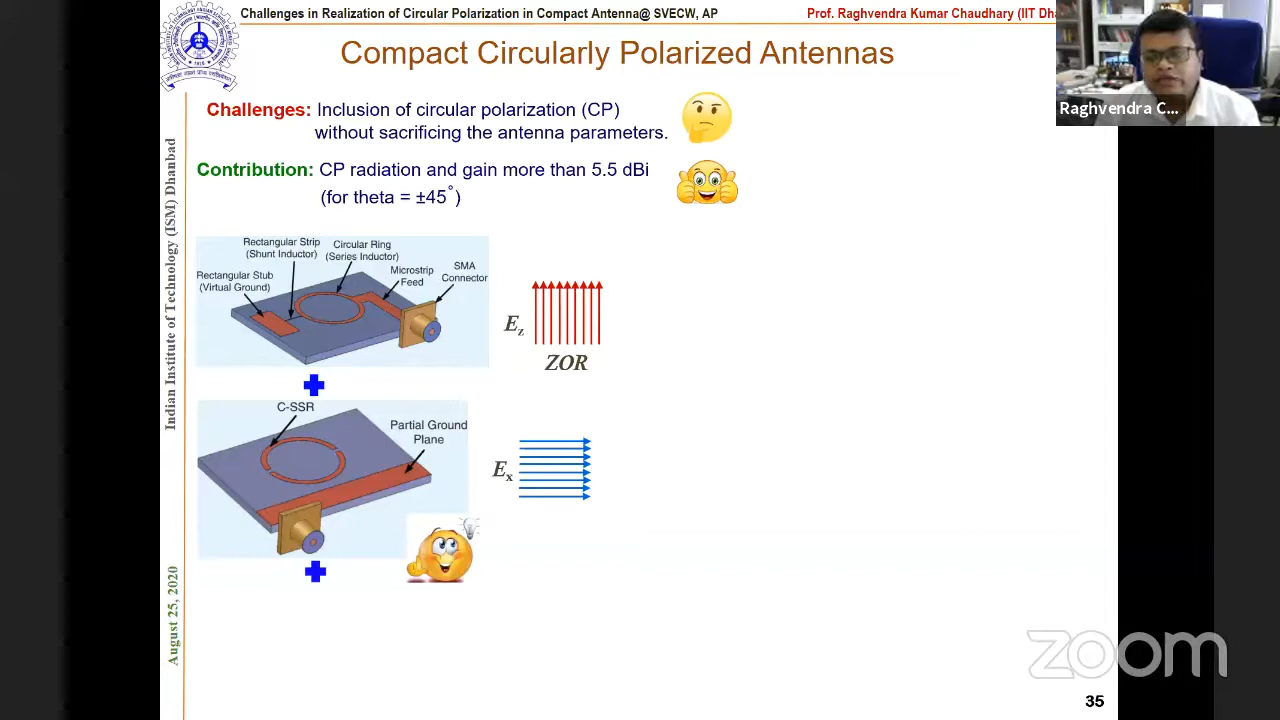 Challenges in Realization of Circular Polarization in Compact Antenna@ SVECW, AP
Prof. Raghvendra Kumar Chaudhary (IIT Dha
Compact Circularly Polarized Antennas
Raghvendra C...
Challenges: Inclusion of circular polarization (CP)
without sacrificing the antenna parameters.
Contribution: CP radiation and gain more than 5.5 dBi
(for theta = ±45°)
Indian Institute of Technology (ISM) Dhanbad
Rectangular Strip
(Shunt Inductor)
Circular Ring
(Series Inductor)
Microstrip
Feed
SMA
Connector
Rectangular Stub
(Virtual Ground)
Ez
ZOR
C-SSR
Partial Ground
Plane
Ex
August 25, 2020
zoom
35